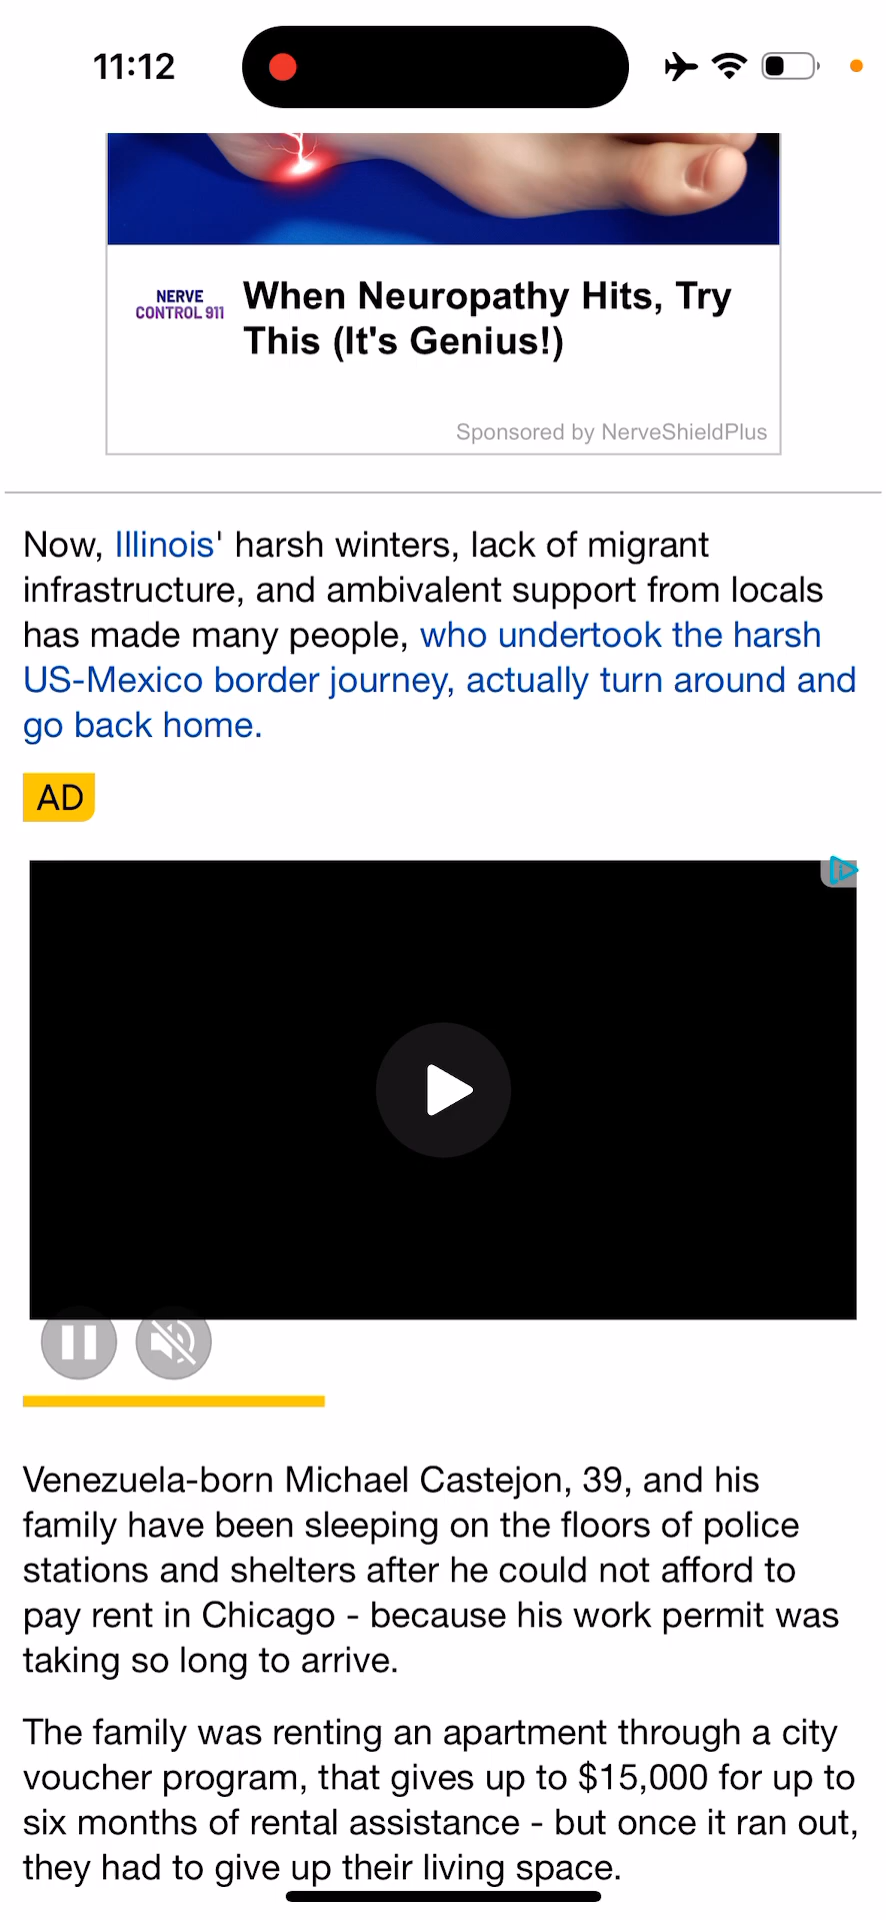 11:12
NERVE
CONTROL 911
When Neuropathy Hits, Try
This (It's Genius!)
Sponsored by NerveShieldPlus
Now, Illinois' harsh winters, lack of migrant
infrastructure, and ambivalent support from locals
has made many people, who undertook the harsh
US-Mexico border journey, actually turn around and
go back home.
AD
Venezuela-born Michael Castejon, 39, and his
family have been sleeping on the floors of police
stations and shelters after he could not afford to
pay rent in Chicago - because his work permit was
taking so long to arrive.
The family was renting an apartment through a city
voucher program, that gives up to $15,000 for up to
six months of rental assistance - but once it ran out,
they had to give up their living space.